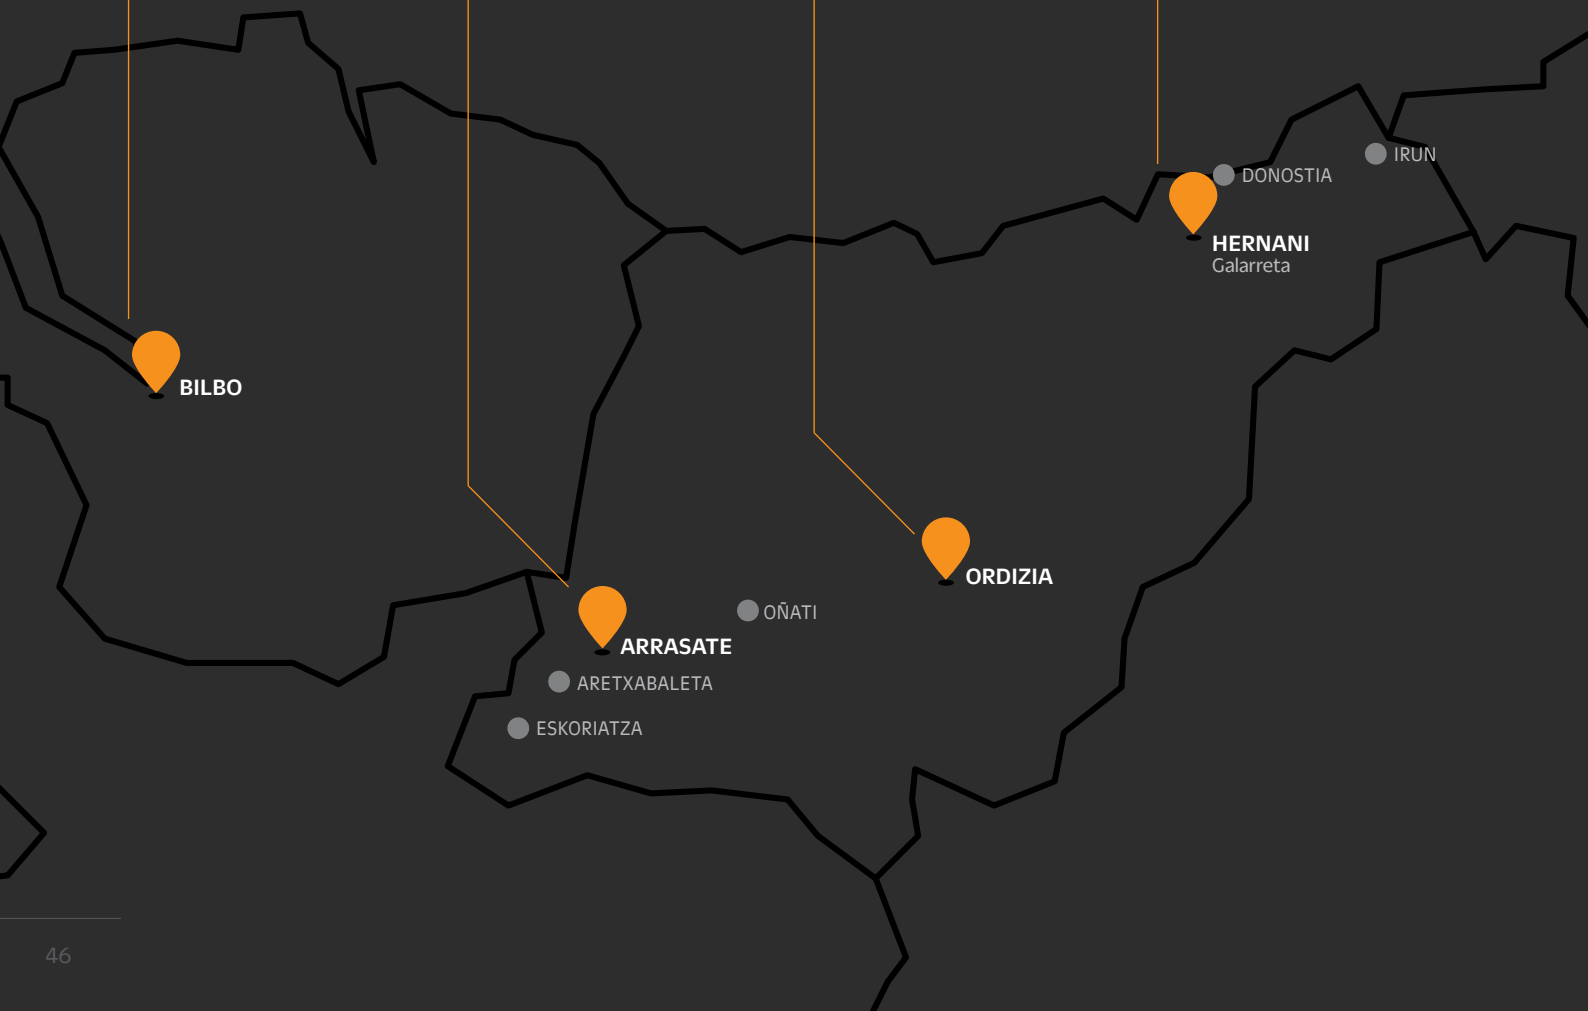 IRUN
DONOSTIA
HERNANI
Galarreta
BILBO
ORDIZIA
OÑATI
ARRASATE
ARETXABALETA
ESKORIATZA
46